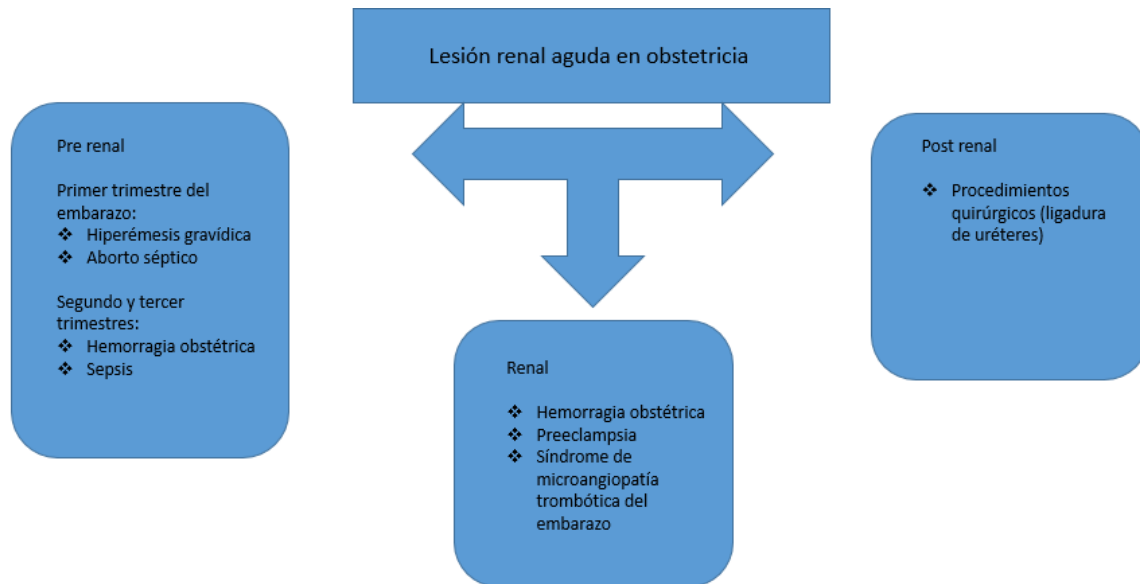 Lesión renal aguda en obstetricia
Pre renal
Primer trimestre del
embarazo:
❖ Hiperémesis gravídica
❖ Aborto séptico
Segundo y tercer
trimestres:
❖ Hemorragia obstétrica
❖ Sepsis
Renal
❖ Hemorragia obstétrica
❖ Preeclampsia
❖ Síndrome de
microangiopatía
trombótica del
embarazo
Post renal
❖ Procedimientos
quirúrgicos (ligadura
de uréteres)